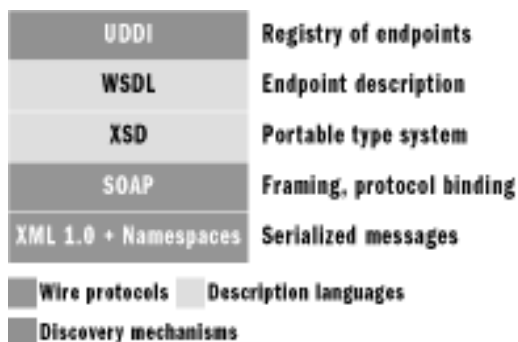 UDDI Registry of endpoints
WSDL Endpoint description
XSD Portable type system
SOAP Framing, protocol binding
XML 1.0 + Namespaces Serialized messages
Wire protocols Description languages
Discovery mechanisms